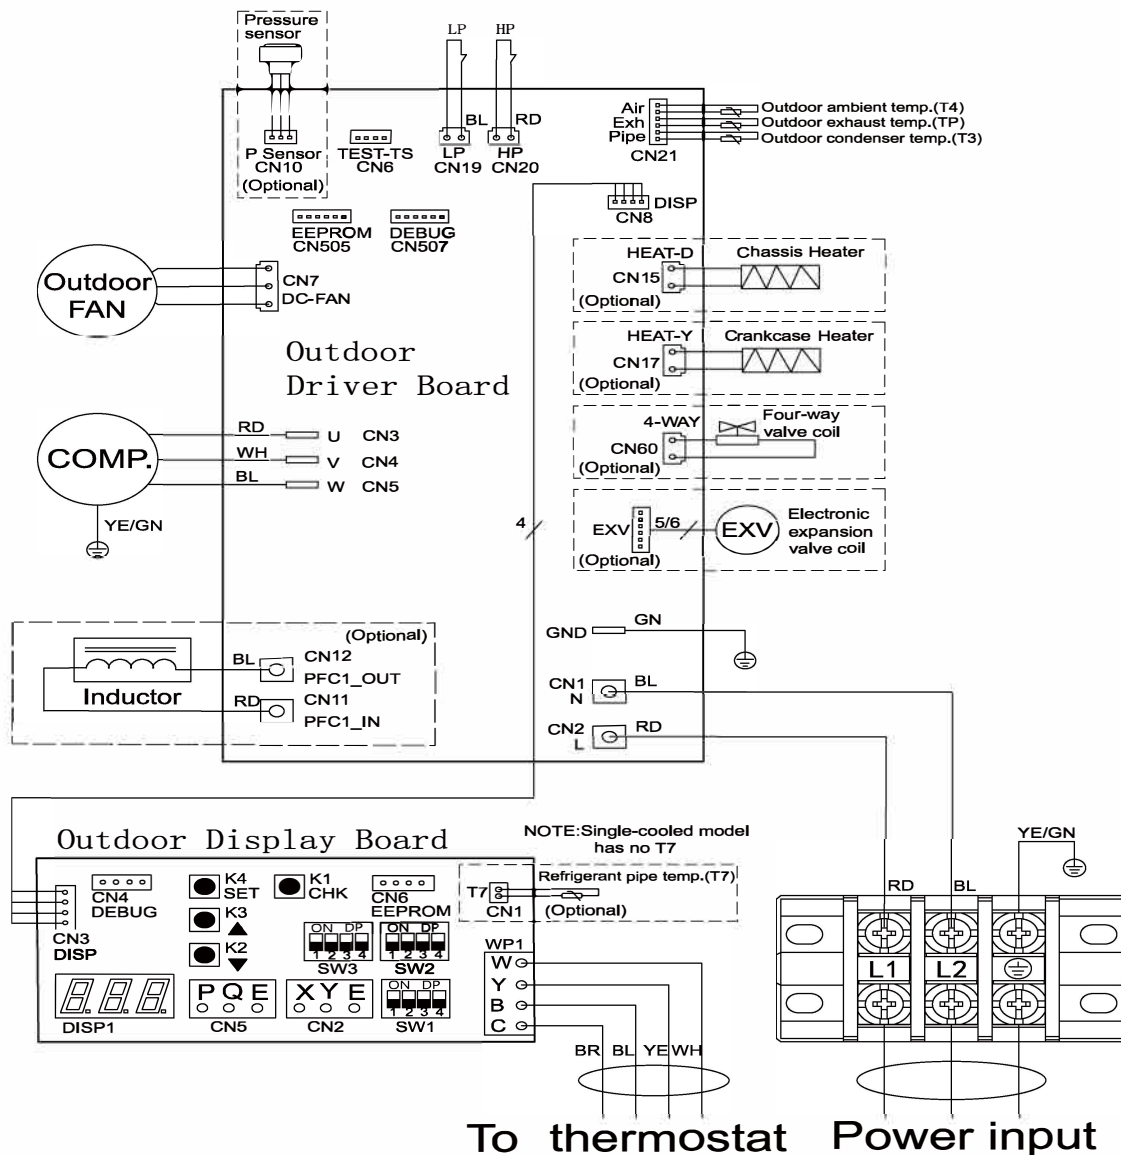 Pressure
sensor
P Sensor
CN10
(Optional)
TEST-TS
CN6
LP
BL
LP
CN19
HP
RD
HP
CN20
Air
Exh
Pipe
CN21
Outdoor ambient temp.(T4)
Outdoor exhaust temp.(TP)
Outdoor condenser temp.(T3)
DISP
CN8
EEPROM
CN505
DEBUG
CN507
Outdoor
FAN
CN7
DC-FAN
HEAT-D
CN15
(Optional)
Chassis Heater
HEAT-Y
CN17
(Optional)
Crankcase Heater
Outdoor
Driver Board
COMP.
RD
U CN3
WH
V CN4
BL
W CN5
YE/GN
4-WAY
CN60
(Optional)
Four-way
valve coil
4
EXV
5/6
EXV
(Optional)
Electronic
expansion
valve coil
(Optional)
Inductor
BL
CN12
PFC1_OUT
RD
CN11
PFC1_IN
GND
GN
CN1
N
BL
CN2
L
RD
Outdoor Display Board
NOTE:Single-cooled model
has no T7
CN3
DISP
CN4
DEBUG
K4
SET
K3
K2
K1
CHK
CN6
EEPROM
T7
CN1
Refrigerant pipe temp.(T7)
(Optional)
ON DP
1 2 3 4
SW3
ON DP
1 2 3 4
SW2
DISP1
P Q E
CN5
X Y E
CN2
ON DP
1 2 3 4
SW1
WP1
W
Y
B
C
BR BL YE WH
To thermostat
YE/GN
RD
BL
L1
L2
Power input